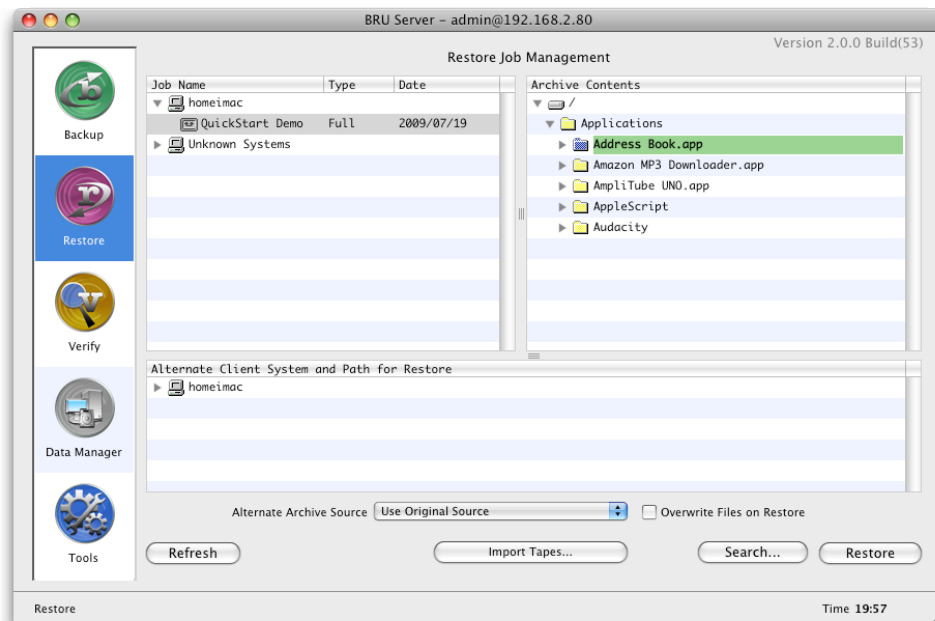 BRU Server – admin@192.168.2.80
Version 2.0.0 Build(53)
Restore Job Management
Backup
Restore
Verify
Data Manager
Tools
Job Name Type Date
homeimac
QuickStart Demo Full 2009/07/19
Unknown Systems
Archive Contents
/
Applications
Address Book.app
Amazon MP3 Downloader.app
AmpliTube UNO.app
AppleScript
Audacity
Alternate Client System and Path for Restore
homeimac
Alternate Archive Source Use Original Source Overwrite Files on Restore
Refresh Import Tapes... Search... Restore
Restore Time 19:57